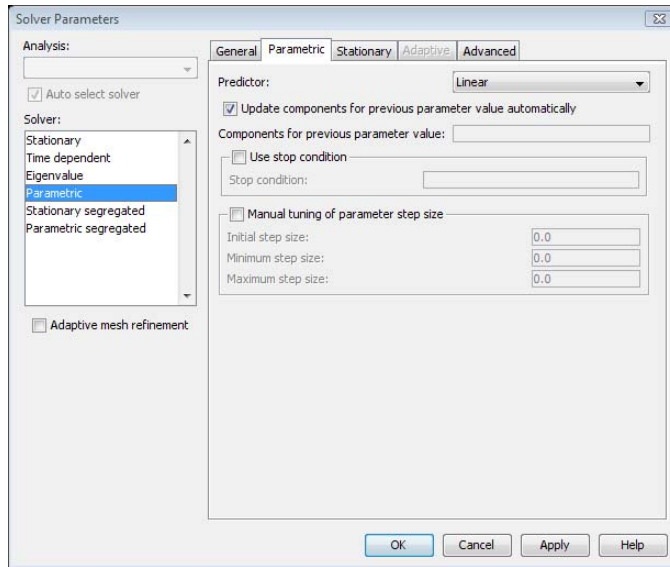 Solver Parameters
Analysis:
Auto select solver
Solver:
Stationary
Time dependent
Eigenvalue
Parametric
Stationary segregated
Parametric segregated
Adaptive mesh refinement
General Parametric Stationary Adaptive Advanced
Predictor: Linear
Update components for previous parameter value automatically
Components for previous parameter value:
Use stop condition
Stop condition:
Manual tuning of parameter step size
Initial step size: 0.0
Minimum step size: 0.0
Maximum step size: 0.0
OK Cancel Apply Help